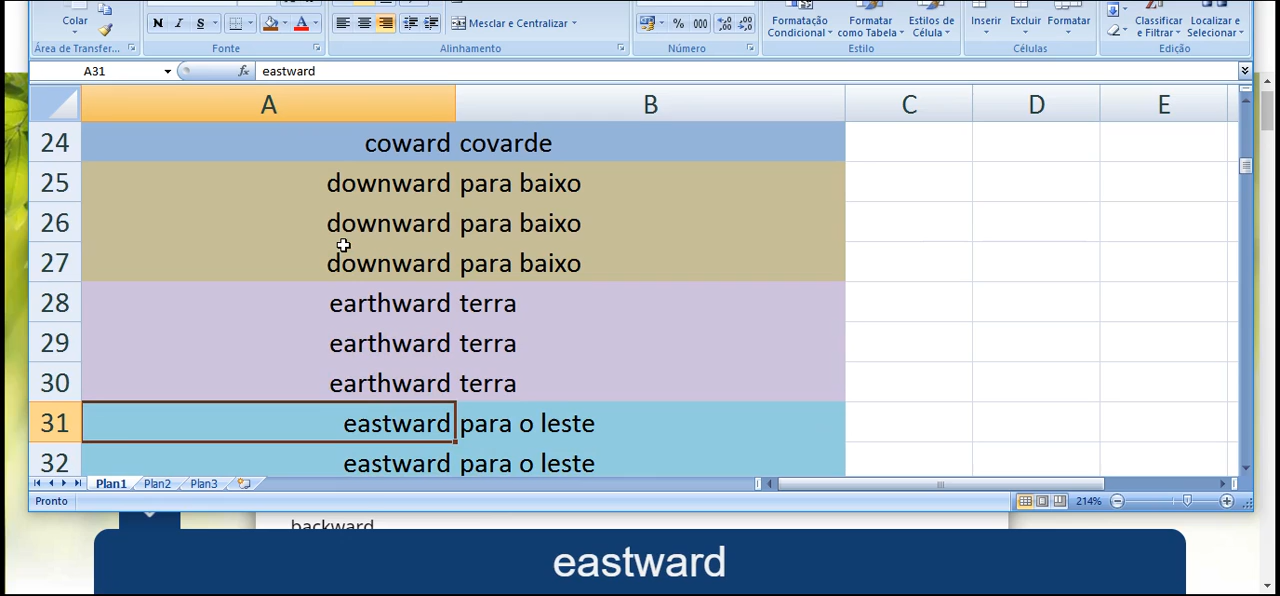 Colar
N I S A
Mesclar e Centralizar
% 000
Formatação Condicional
Formatar como Tabela
Estilos de Célula
Inserir
Excluir
Formatar
Classificar e Filtrar
Localizar e Selecionar
Área de Transfer... Fonte Alinhamento Número Estilo Células Edição
A31 fx eastward
A B C D E
24 coward covarde
25 downward para baixo
26 downward para baixo
27 downward para baixo
28 earthward terra
29 earthward terra
30 earthward terra
31 eastward para o leste
32 eastward para o leste
Plan1 Plan2 Plan3
Pronto 214%
backward
eastward